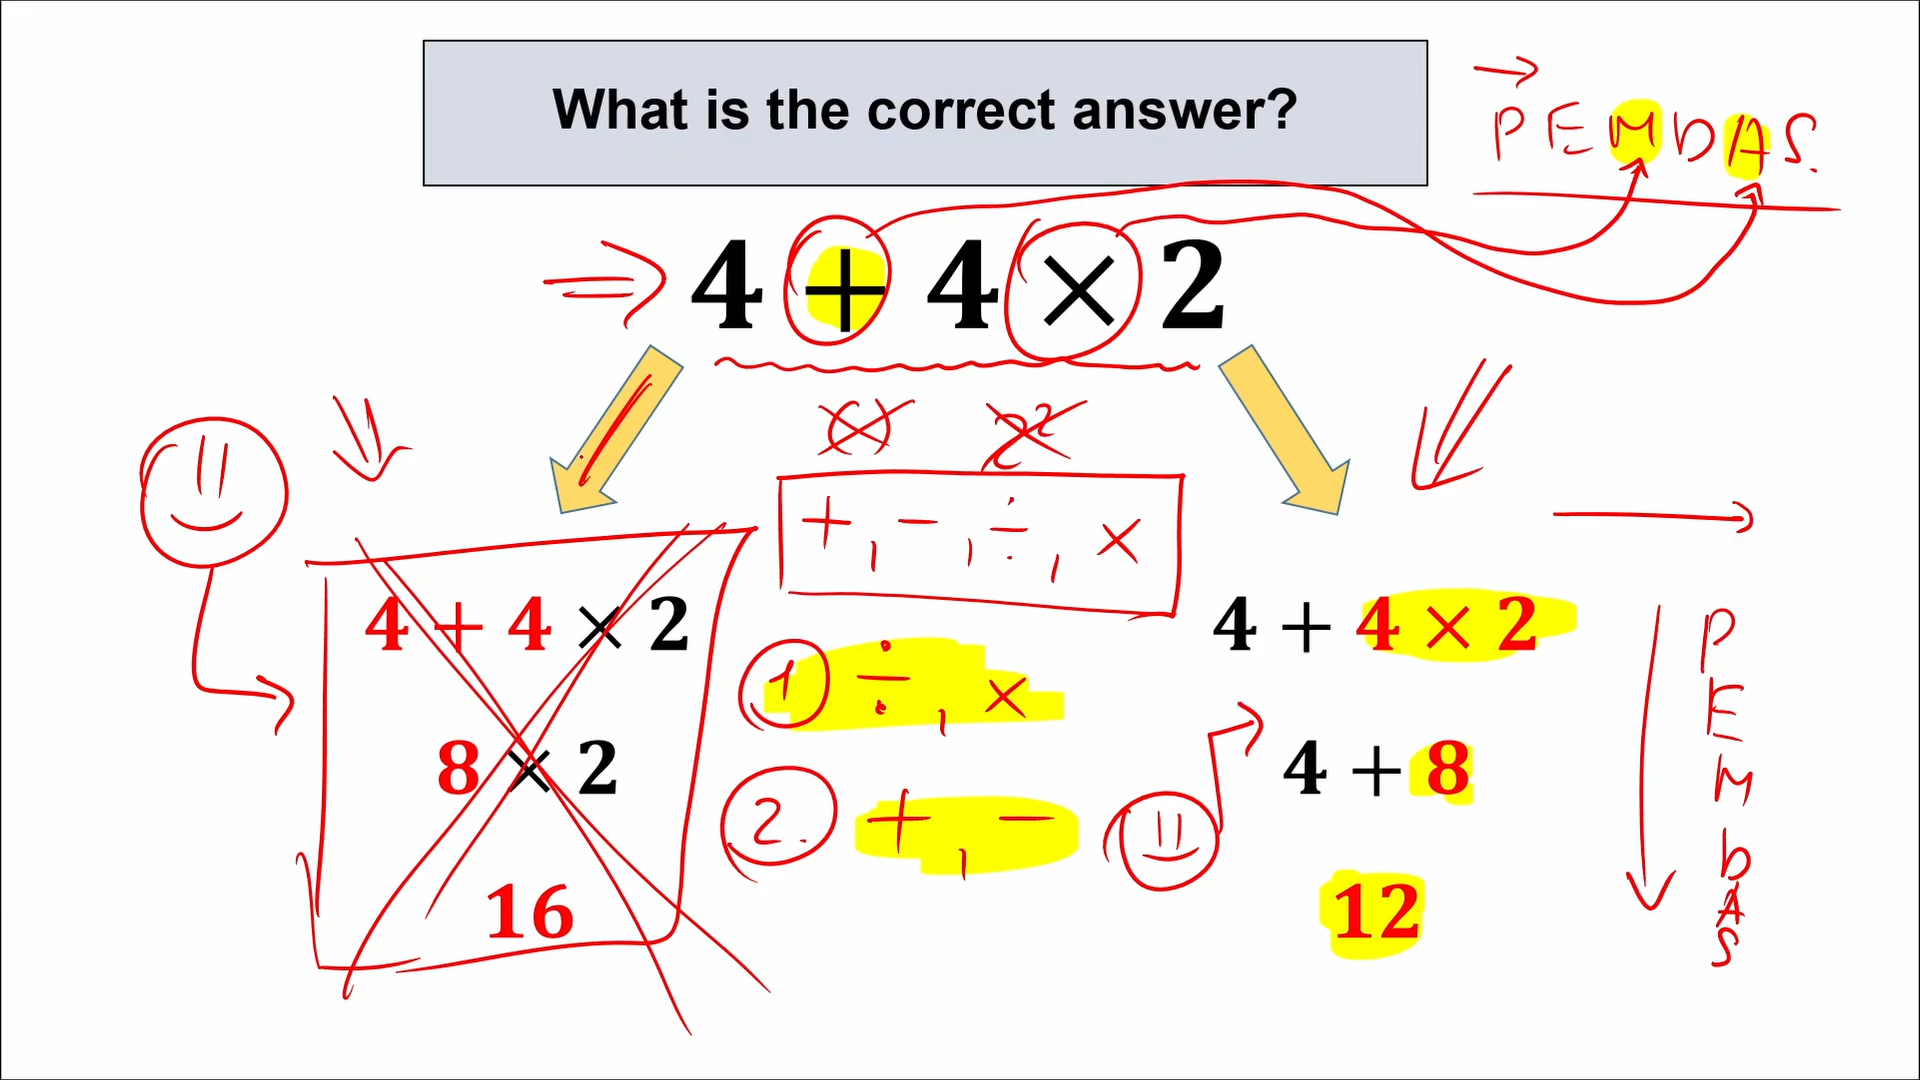 What is the correct answer?
PEMDAS.
4 + 4 × 2
( ) 2²
+, -, ÷, ×
4 + 4 × 2
1 ÷, ×
4 + 4 × 2
8 × 2
2. +, -
4 + 8
16
12
P
E
M
D
A
S